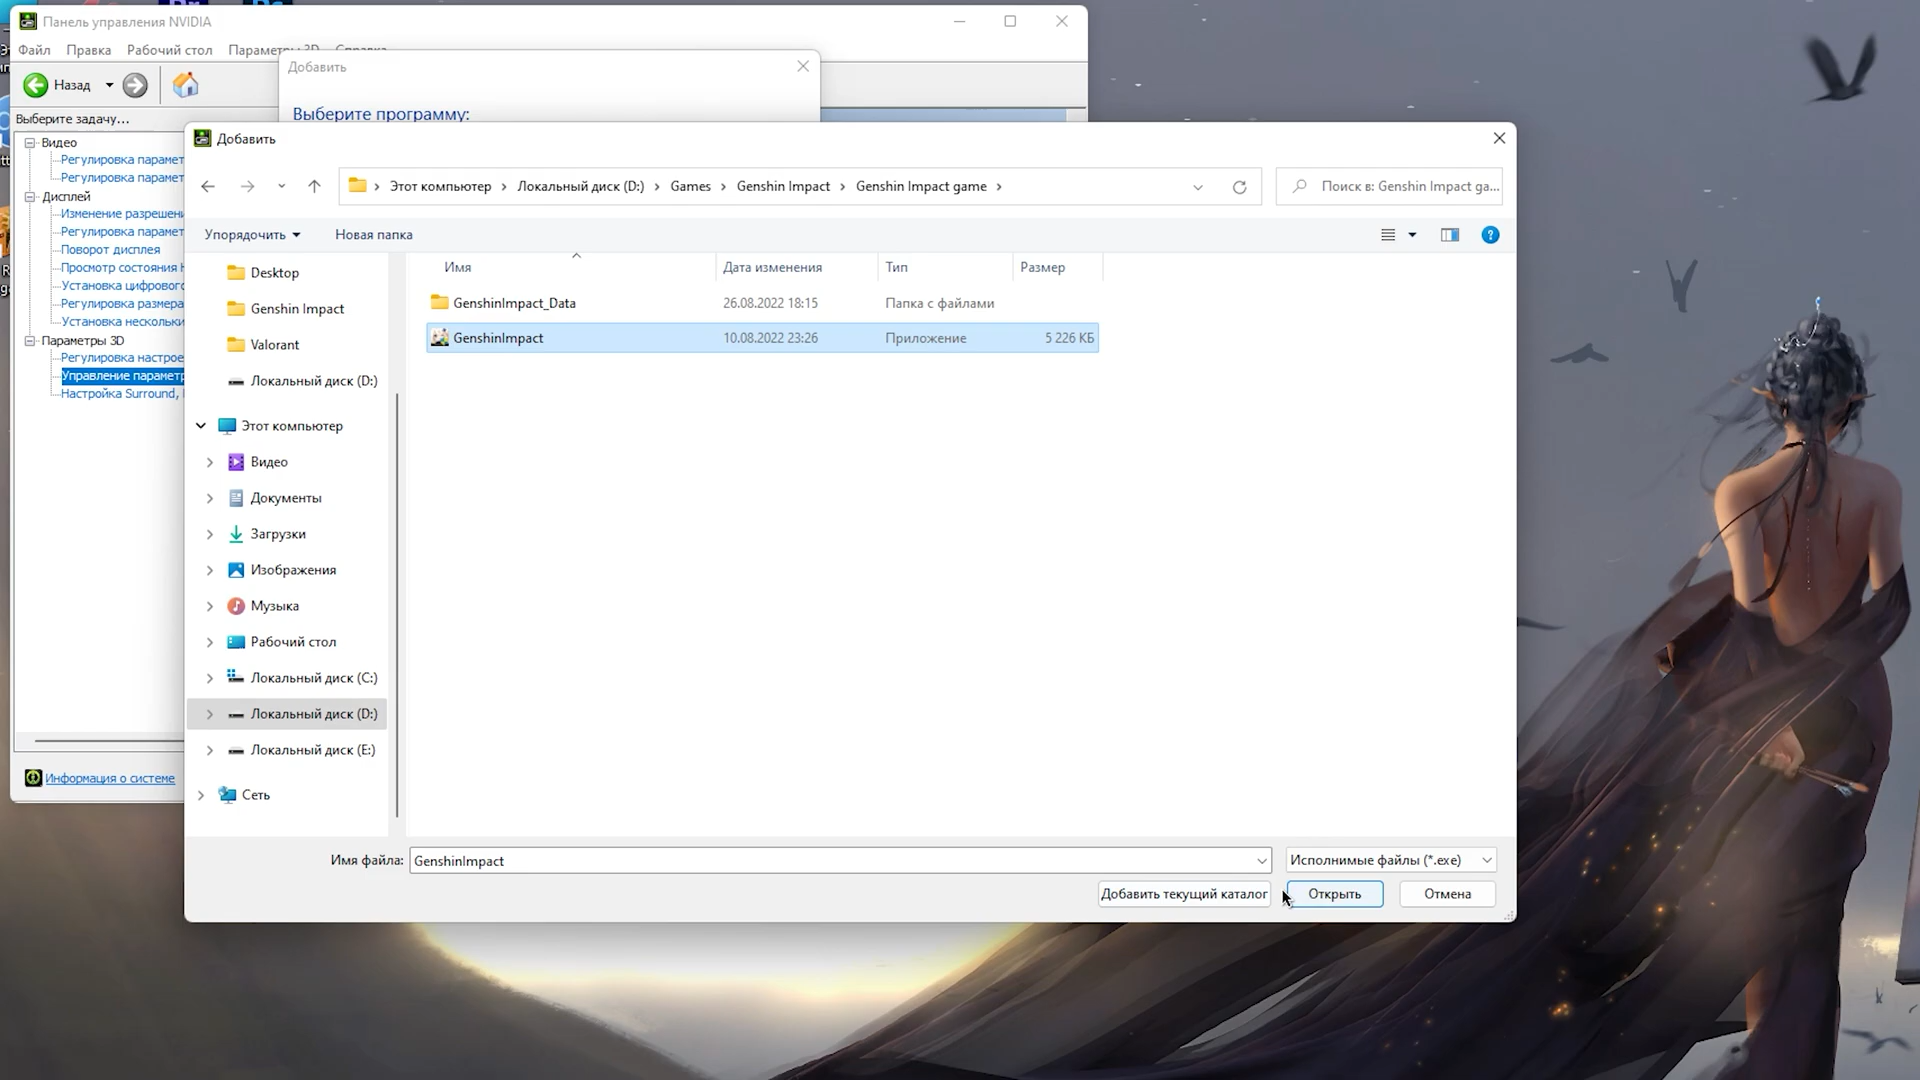 Панель управления NVIDIA
Файл Правка Рабочий стол Параметры 3D Справка
Назад
Выберите задачу...
Видео
Регулировка парамет
Регулировка парамет
Дисплей
Изменение разрешени
Регулировка парамет
Поворот дисплея
Просмотр состояния
Установка цифровог
Регулировка размера
Установка нескольки
Параметры 3D
Регулировка настрое
Управление параметр
Настройка Surround,
Информация о системе
Добавить
Выберите программу:
Добавить
Этот компьютер Локальный диск (D:) Games Genshin Impact Genshin Impact game
Поиск в: Genshin Impact ga...
Упорядочить Новая папка
Desktop
Genshin Impact
Valorant
Локальный диск (D:)
Этот компьютер
Видео
Документы
Загрузки
Изображения
Музыка
Рабочий стол
Локальный диск (C:)
Локальный диск (D:)
Локальный диск (E:)
Сеть
Имя Дата изменения Тип Размер
GenshinImpact_Data 26.08.2022 18:15 Папка с файлами
GenshinImpact 10.08.2022 23:26 Приложение 5 226 КБ
Имя файла: GenshinImpact Исполнимые файлы (*.exe)
Добавить текущий каталог Открыть Отмена